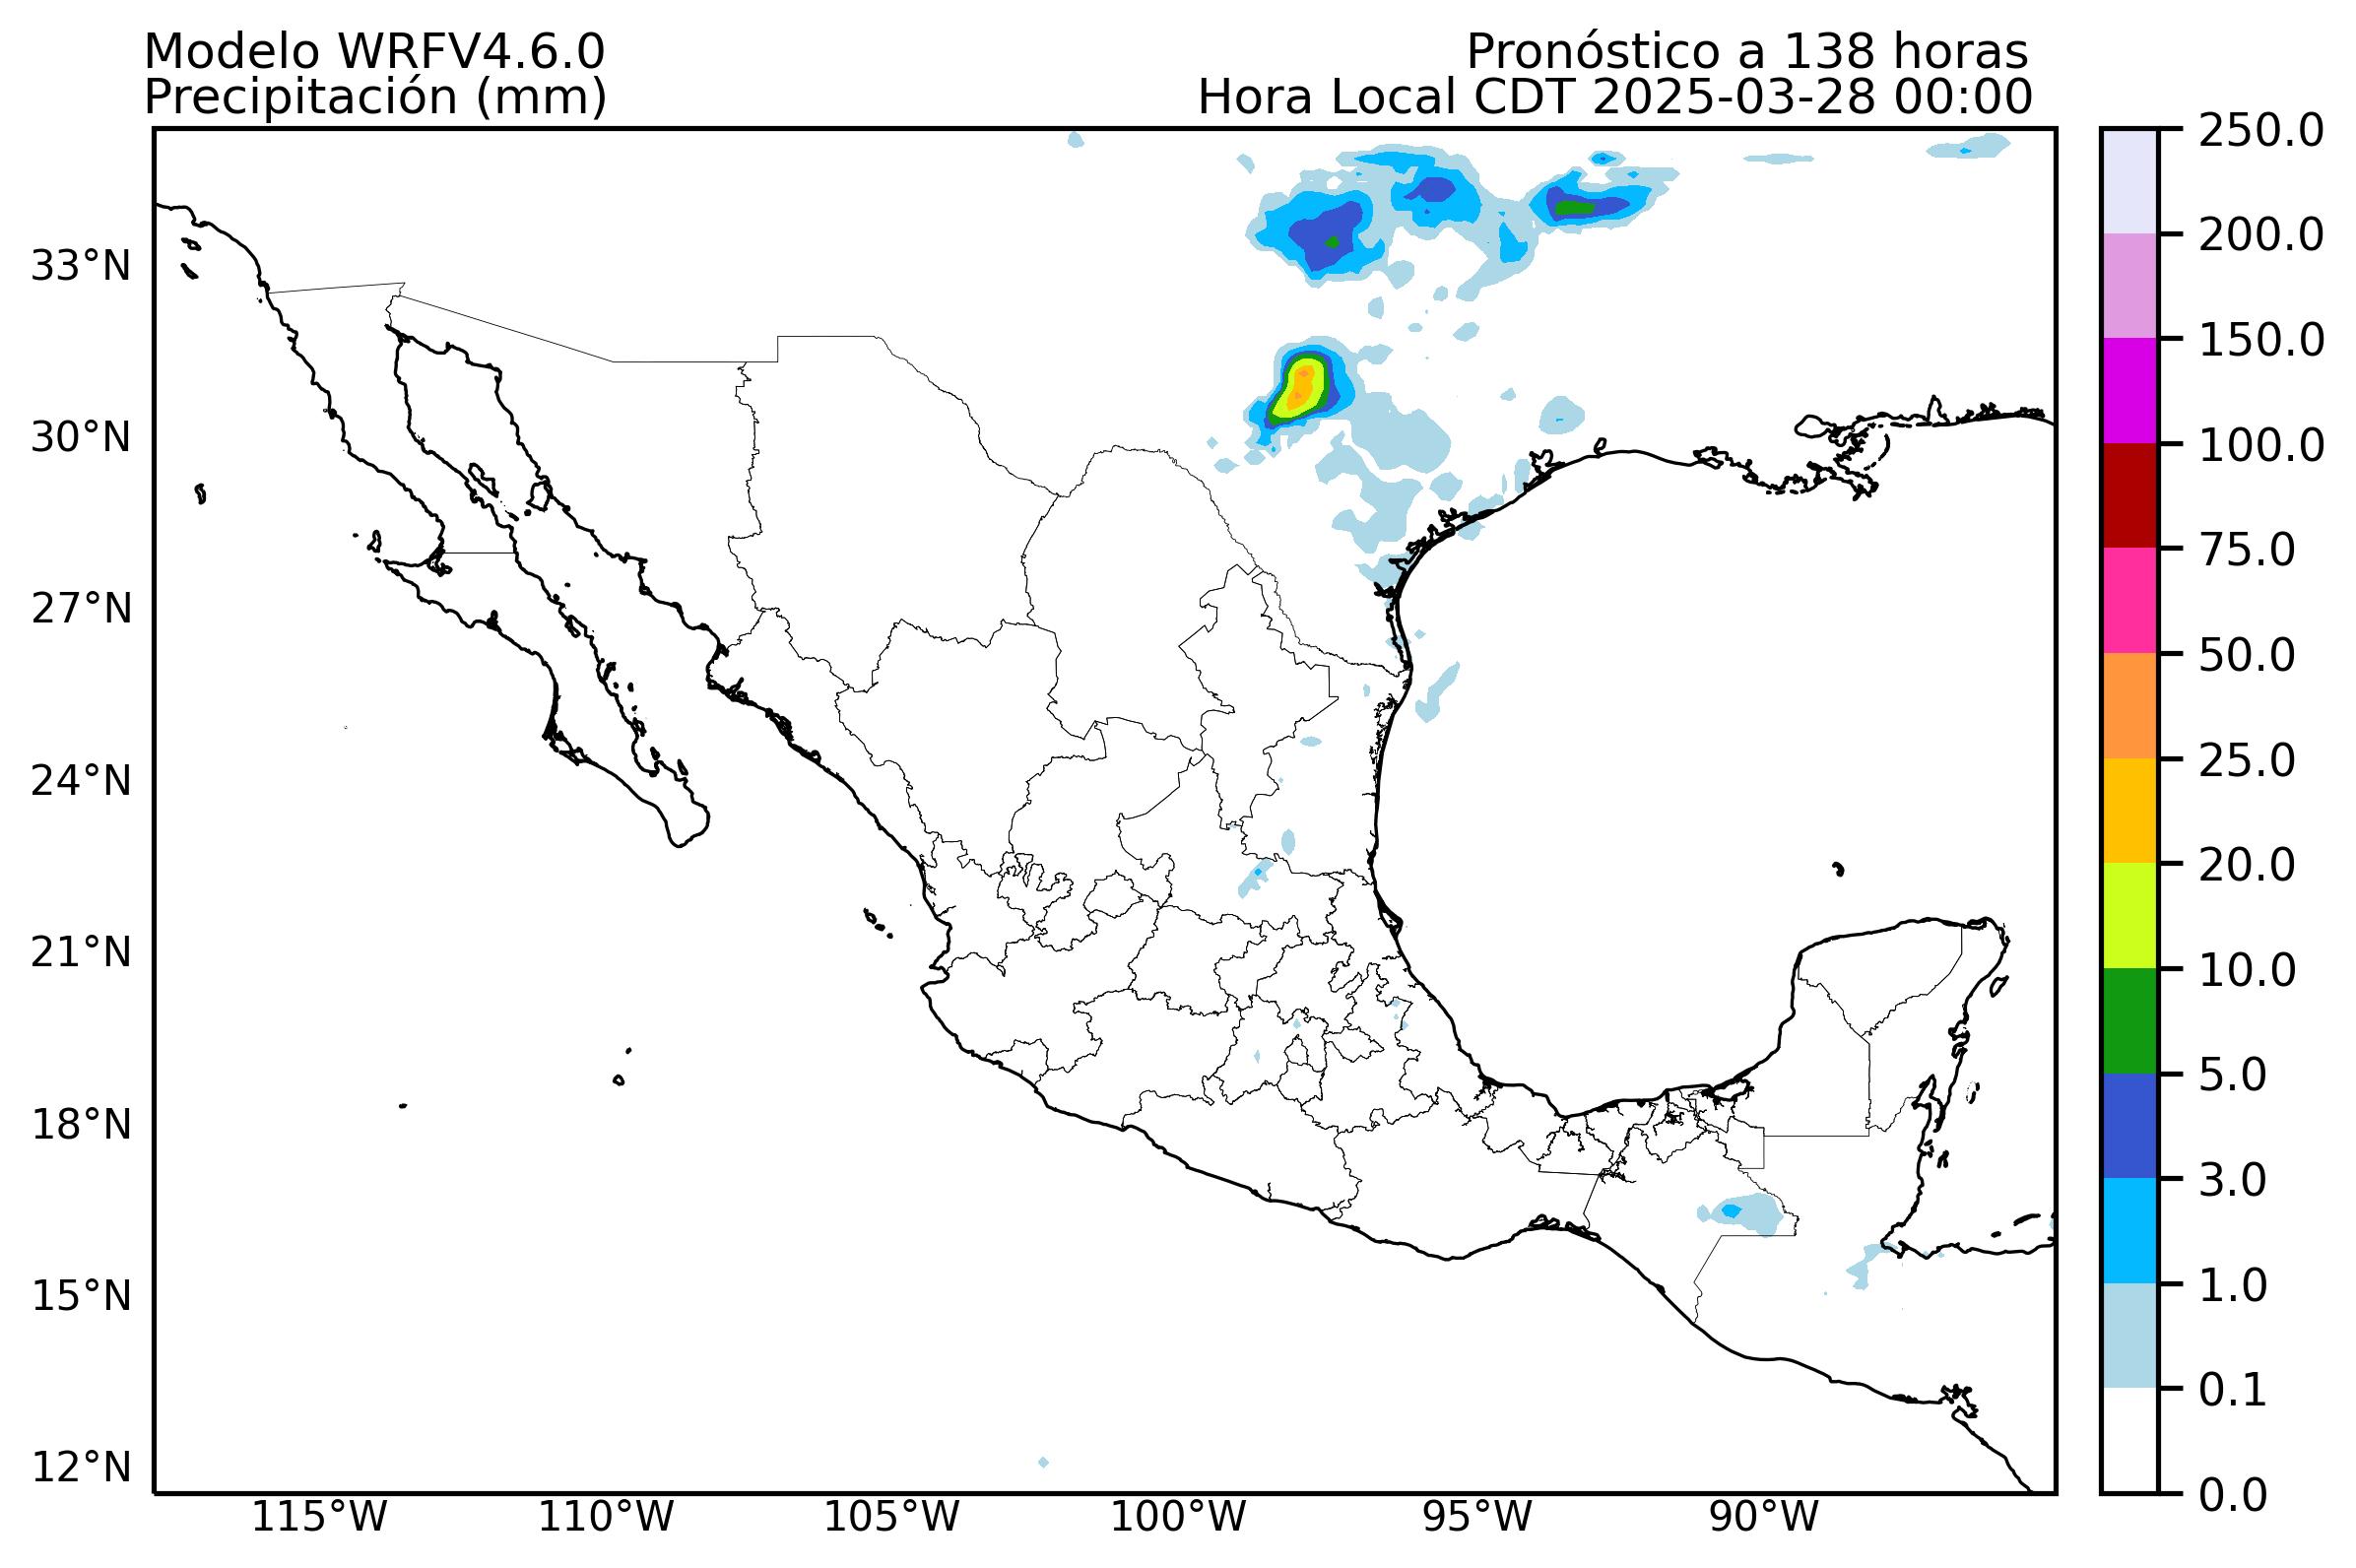 Modelo WRFV4.6.0
Precipitación (mm)
Pronóstico a 138 horas
Hora Local CDT 2025-03-28 00:00
33°N
30°N
27°N
24°N
21°N
18°N
15°N
12°N
115°W
110°W
105°W
100°W
95°W
90°W
250.0
200.0
150.0
100.0
75.0
50.0
25.0
20.0
10.0
5.0
3.0
1.0
0.1
0.0